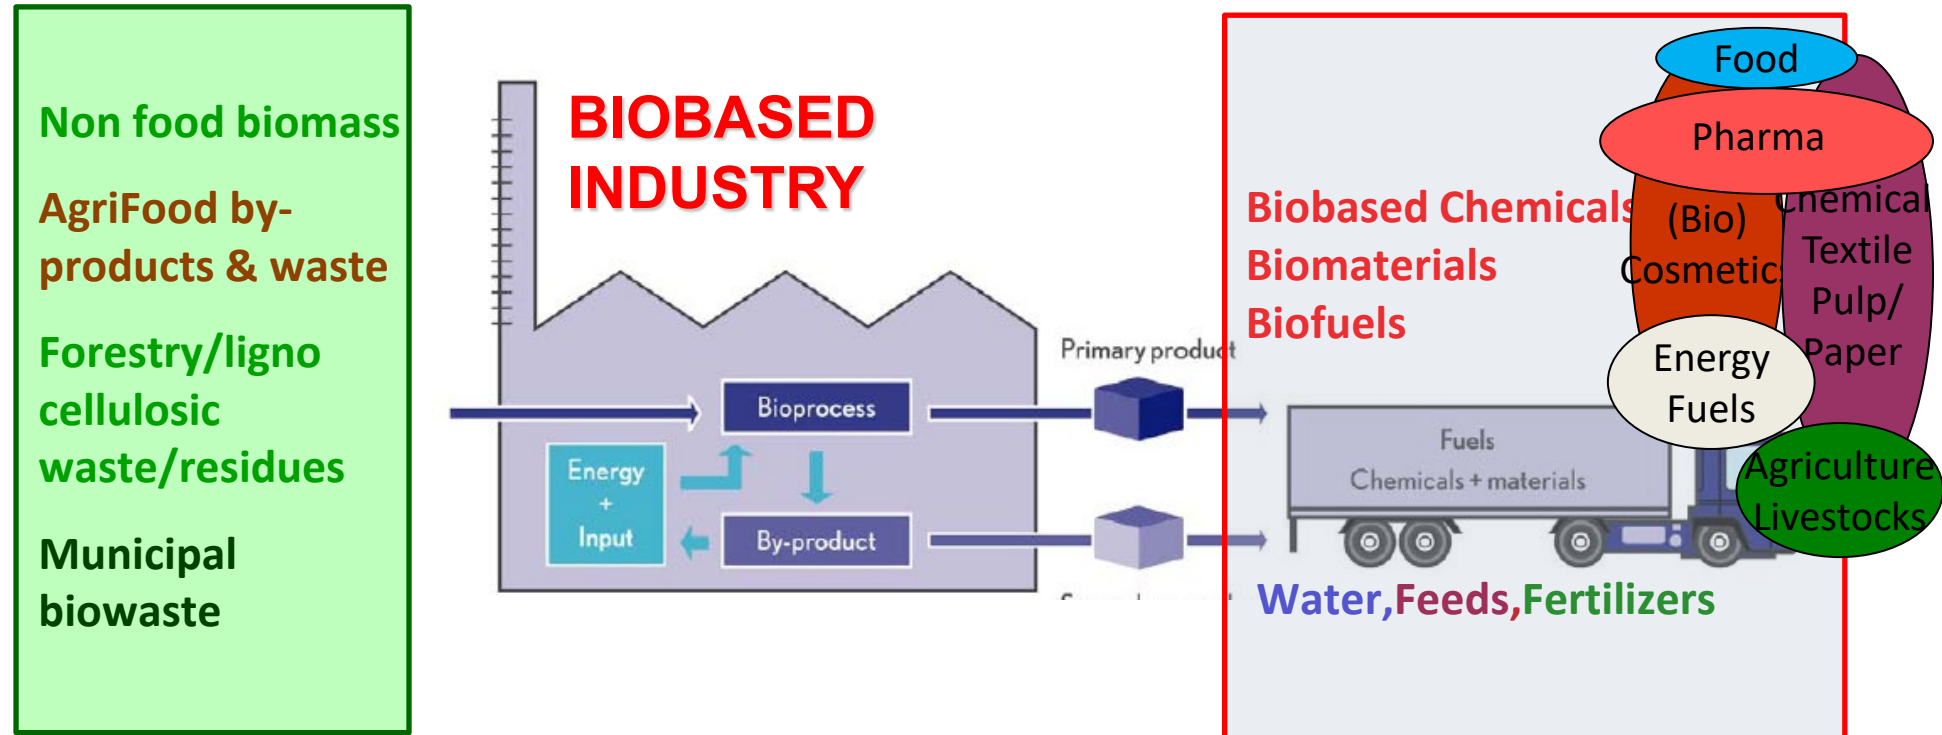 Non food biomass
AgriFood by-
products & waste
Forestry/ligno
cellulosic
waste/residues
Municipal
biowaste
BIOBASED
INDUSTRY
Primary product
Bioprocess
Energy
+
Input
By-product
Biobased Chemicals
Biomaterials
Biofuels
Fuels
Chemicals + materials
Water,Feeds,Fertilizers
Food
Pharma
(Bio)
Cosmetics
Chemical
Textile
Pulp/
Paper
Energy
Fuels
Agriculture
Livestocks